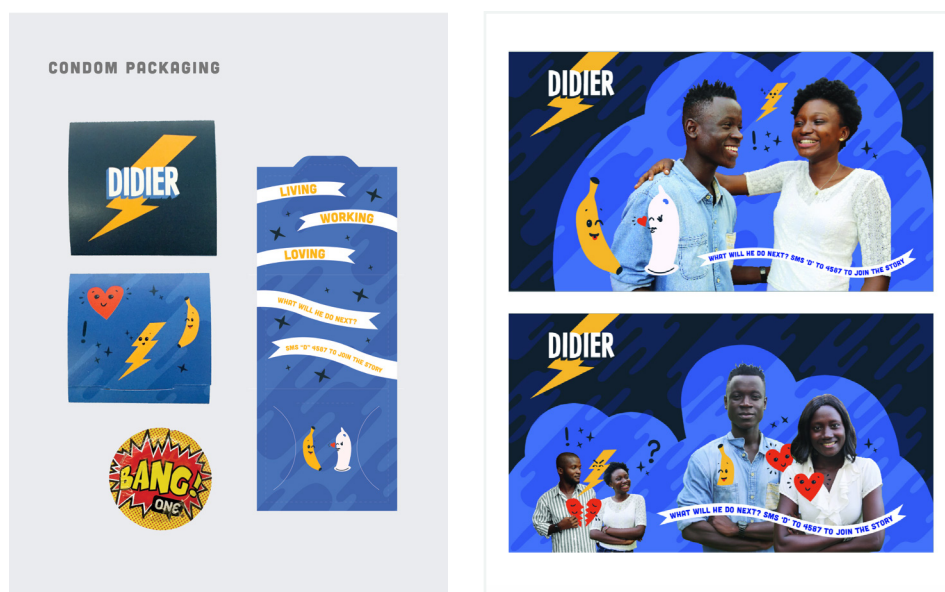 CONDOM PACKAGING
DIDIER
BANG!
ONE
LIVING
WORKING
LOVING
WHAT WILL HE DO NEXT?
SMS "D" 4587 TO JOIN THE STORY
DIDIER
!
WHAT WILL HE DO NEXT? SMS 'D' TO 4587 TO JOIN THE STORY
DIDIER
! ?
WHAT WILL HE DO NEXT? SMS 'D' TO 4587 TO JOIN THE STORY